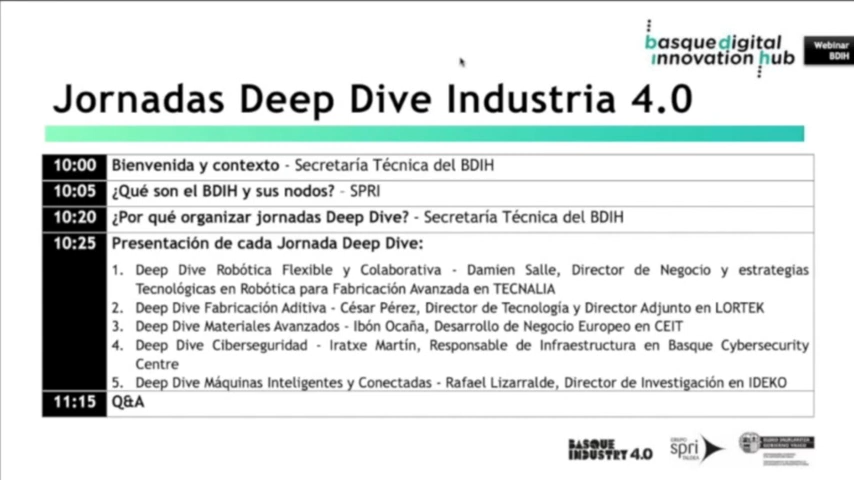 basque digital
innovation hub
Webinar
BDIH
Jornadas Deep Dive Industria 4.0
10:00 Bienvenida y contexto - Secretaría Técnica del BDIH
10:05 ¿Qué son el BDIH y sus nodos? - SPRI
10:20 ¿Por qué organizar jornadas Deep Dive? - Secretaría Técnica del BDIH
10:25 Presentación de cada Jornada Deep Dive:
1. Deep Dive Robótica Flexible y Colaborativa - Damien Salle, Director de Negocio y estrategias
Tecnológicas en Robótica para Fabricación Avanzada en TECNALIA
2. Deep Dive Fabricación Aditiva - César Pérez, Director de Tecnología y Director Adjunto en LORTEK
3. Deep Dive Materiales Avanzados - Ibón Ocaña, Desarrollo de Negocio Europeo en CEIT
4. Deep Dive Ciberseguridad - Iratxe Martín, Responsable de Infraestructura en Basque Cybersecurity
Centre
5. Deep Dive Máquinas Inteligentes y Conectadas - Rafael Lizarralde, Director de Investigación en IDEKO
11:15 Q&A
BASQUE
INDUSTRY 4.0
GRUPO
spri
TALDEA